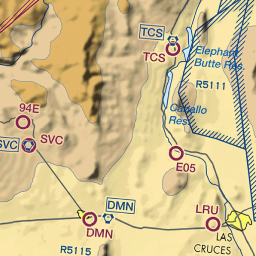 TCS
TCS
Elephant
Butte Res.
R5111
94E
Caballo
Res.
SVC
SVC
E05
DMN
LRU
DMN
LAS
CRUCES
R5115